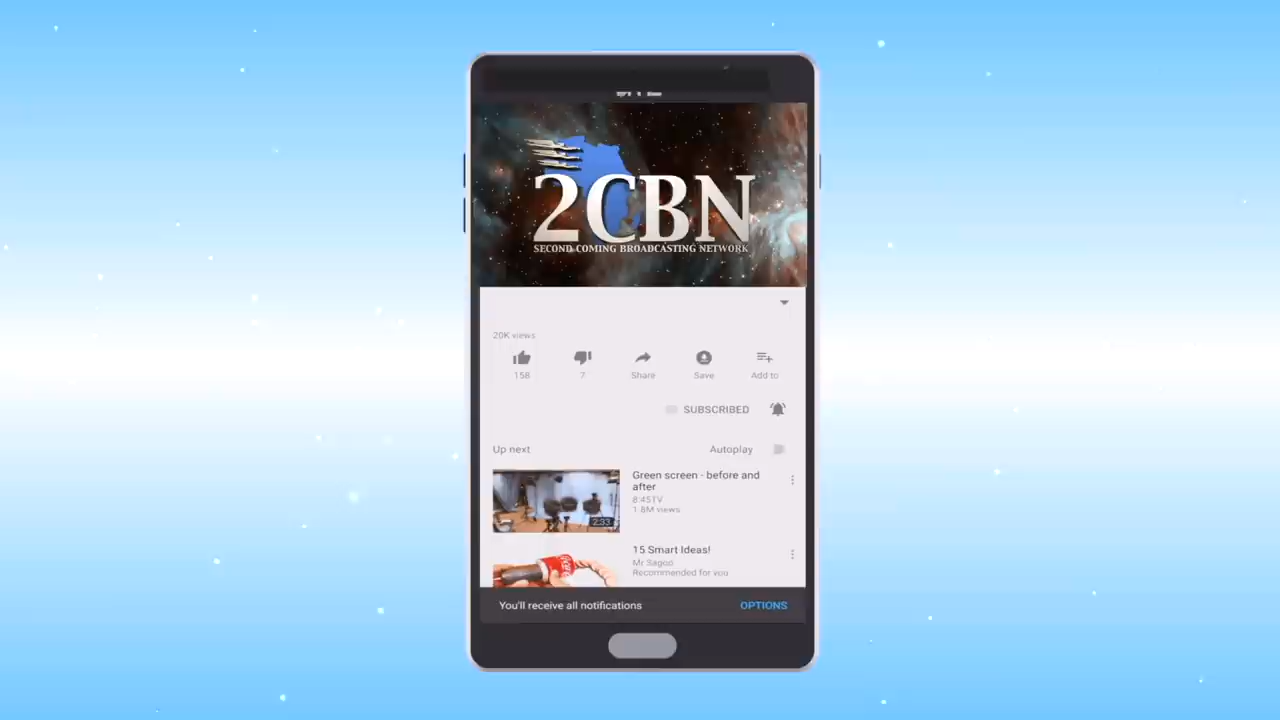 2CBN
SECOND COMING BROADCASTING NETWORK
20K views
158
7
Share
Save
Add to
SUBSCRIBED
Up next
Autoplay
Green screen - before and
after
8:45TV
1.8M views
2:33
15 Smart Ideas!
Mr Sagoo
Recommended for you
You'll receive all notifications
OPTIONS